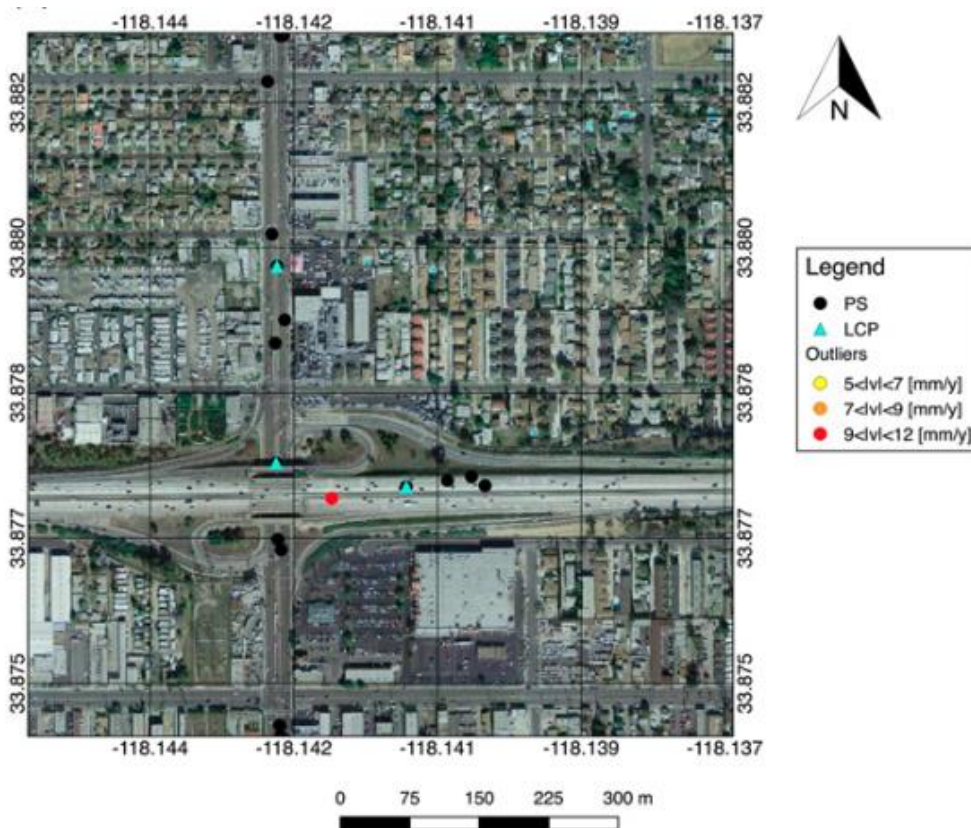 -118.144 -118.142 -118.141 -118.139 -118.137
33.882 33.882
33.880 33.880
33.878 33.878
33.877 33.877
33.875 33.875
-118.144 -118.142 -118.141 -118.139 -118.137
N
Legend
PS
LCP
Outliers
5<lvl<7 [mm/y]
7<lvl<9 [mm/y]
9<lvl<12 [mm/y]
0 75 150 225 300 m